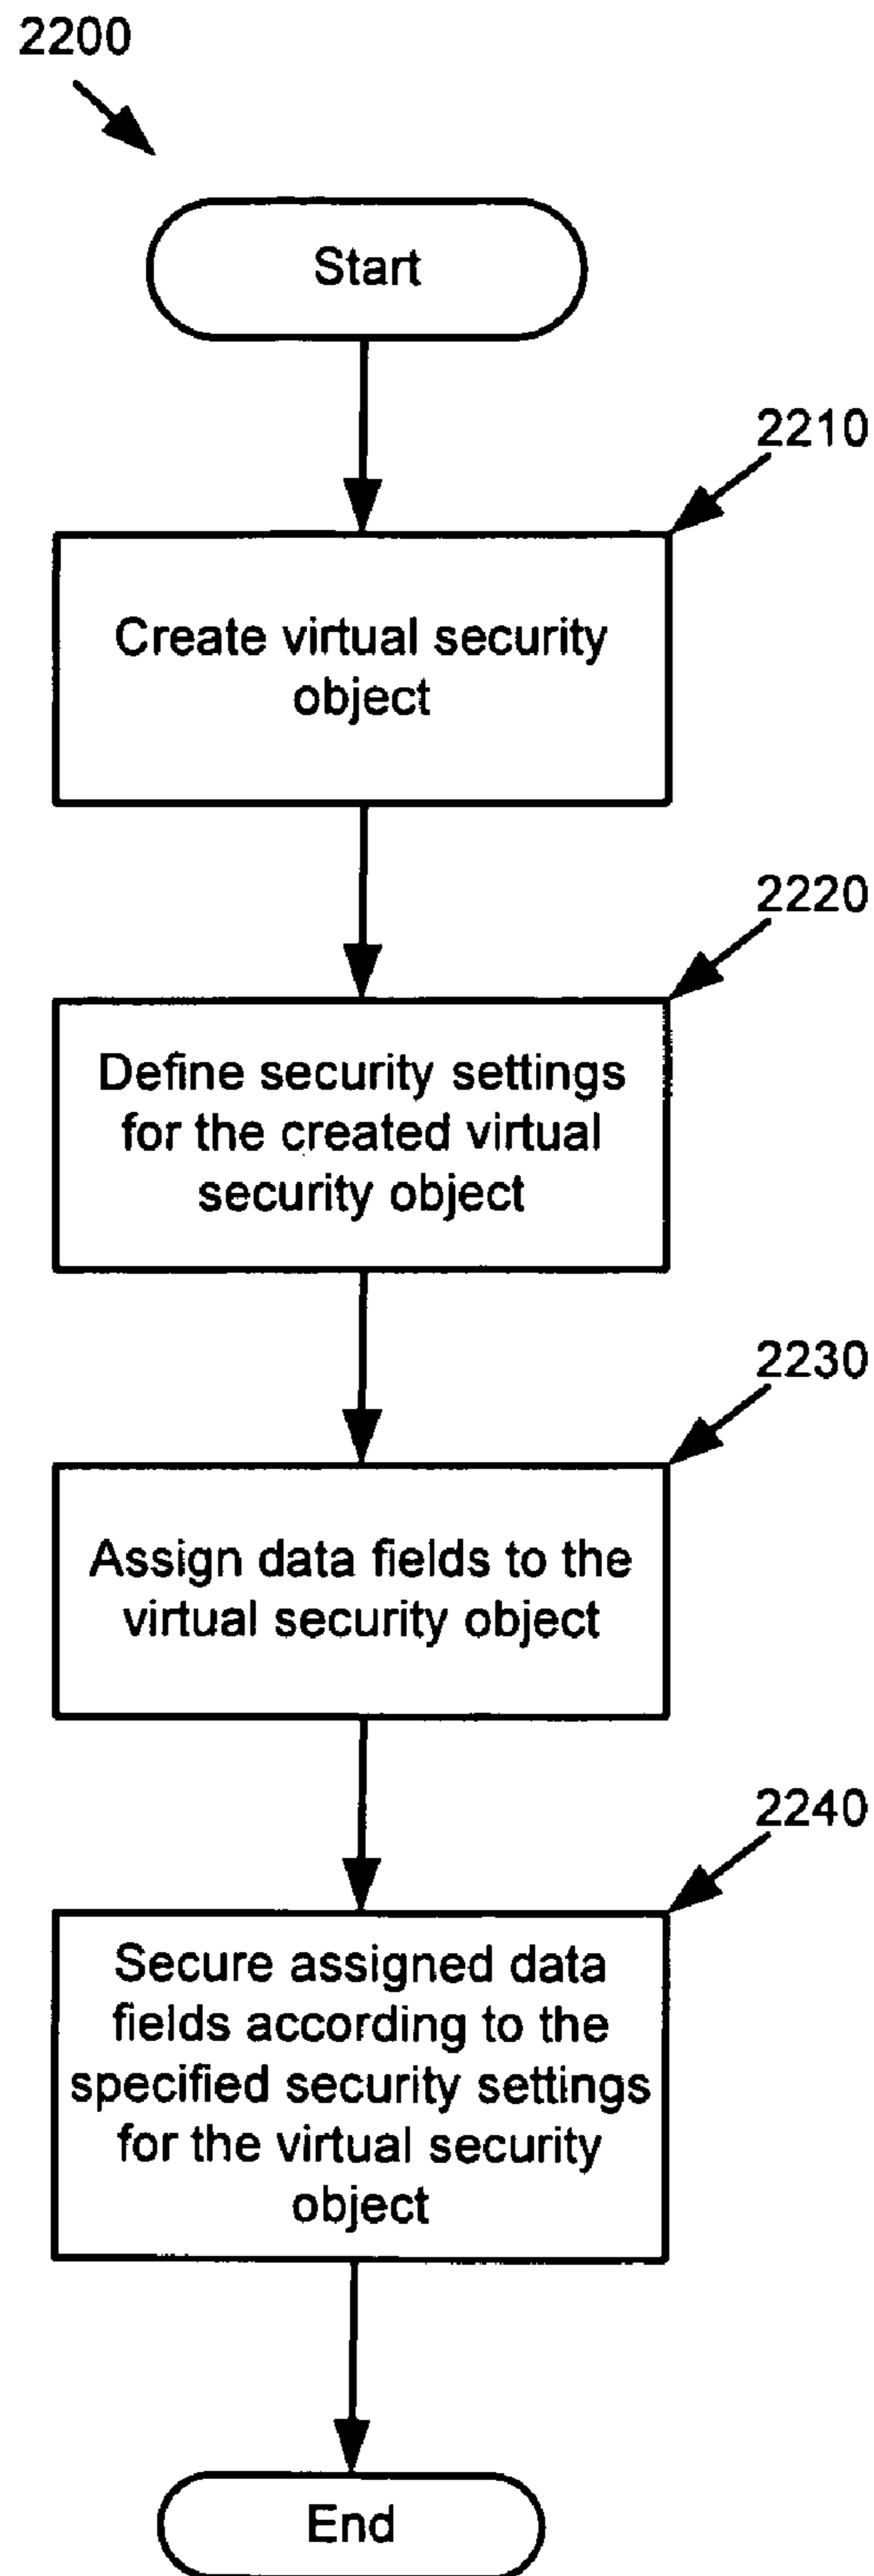 2200
Start
2210
Create virtual security
object
2220
Define security settings
for the created virtual
security object
2230
Assign data fields to the
virtual security object
2240
Secure assigned data
fields according to the
specified security settings
for the virtual security
object
End